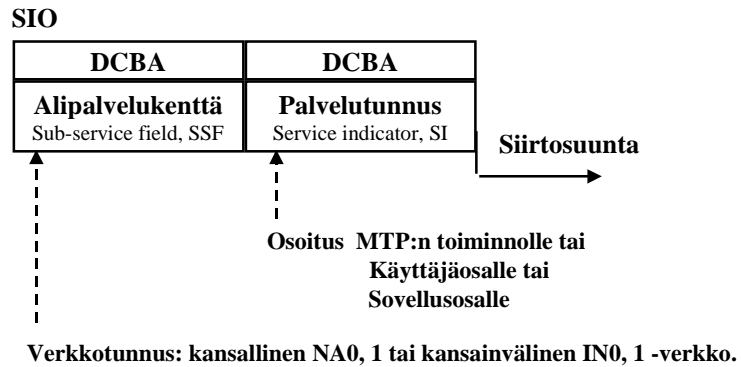 SIO
DCBA DCBA
Alipalvelukenttä Palvelutunnus
Sub-service field, SSF Service indicator, SI
Siirtosuunta
Osoitus MTP:n toiminnolle tai
Käyttäjäosalle tai
Sovellusosalle
Verkkotunnus: kansallinen NA0, 1 tai kansainvälinen IN0, 1 -verkko.